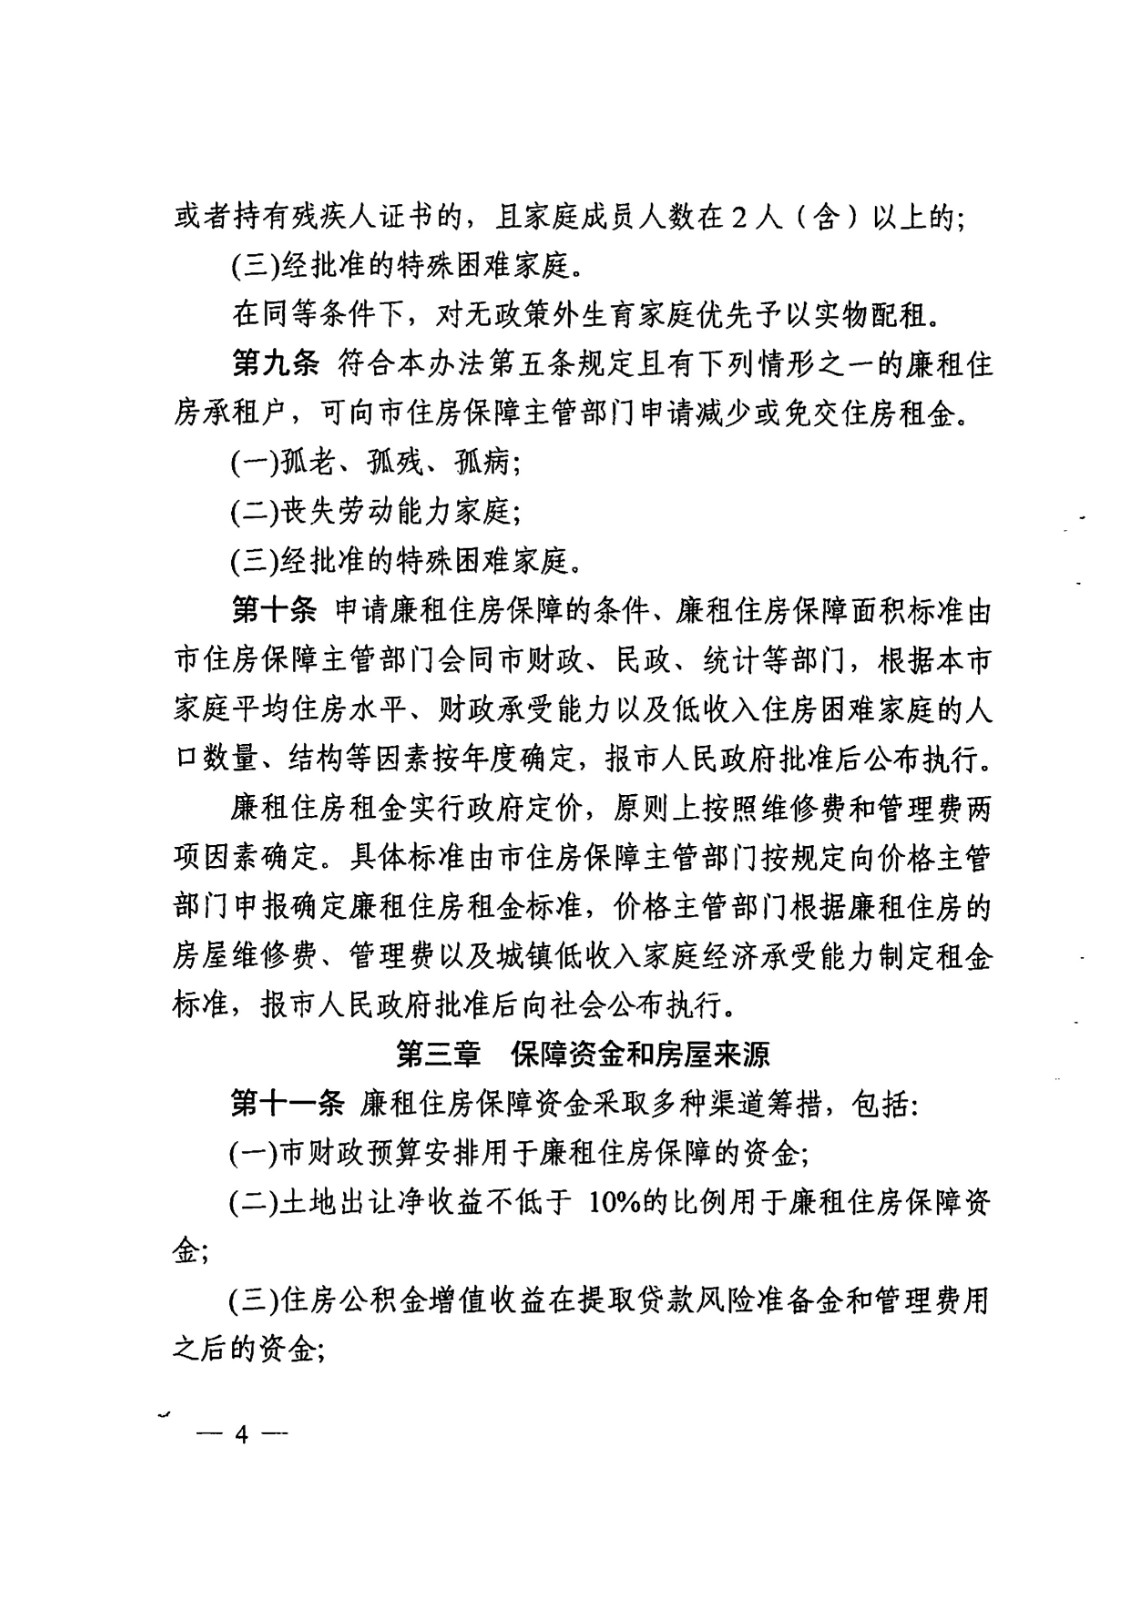 或者持有残疾人证书的，且家庭成员人数在2人（含）以上的；
(三)经批准的特殊困难家庭。
在同等条件下，对无政策外生育家庭优先予以实物配租。
第九条 符合本办法第五条规定且有下列情形之一的廉租住
房承租户，可向市住房保障主管部门申请减少或免交住房租金。
(一)孤老、孤残、孤病；
(二)丧失劳动能力家庭；
(三)经批准的特殊困难家庭。
第十条 申请廉租住房保障的条件、廉租住房保障面积标准由
市住房保障主管部门会同市财政、民政、统计等部门，根据本市
家庭平均住房水平、财政承受能力以及低收入住房困难家庭的人
口数量、结构等因素按年度确定，报市人民政府批准后公布执行。
廉租住房租金实行政府定价，原则上按照维修费和管理费两
项因素确定。具体标准由市住房保障主管部门按规定向价格主管
部门申报确定廉租住房租金标准，价格主管部门根据廉租住房的
房屋维修费、管理费以及城镇低收入家庭经济承受能力制定租金
标准，报市人民政府批准后向社会公布执行。
第三章 保障资金和房屋来源
第十一条 廉租住房保障资金采取多种渠道筹措，包括：
(一)市财政预算安排用于廉租住房保障的资金；
(二)土地出让净收益不低于 10%的比例用于廉租住房保障资
金；
(三)住房公积金增值收益在提取贷款风险准备金和管理费用
之后的资金；
— 4 —